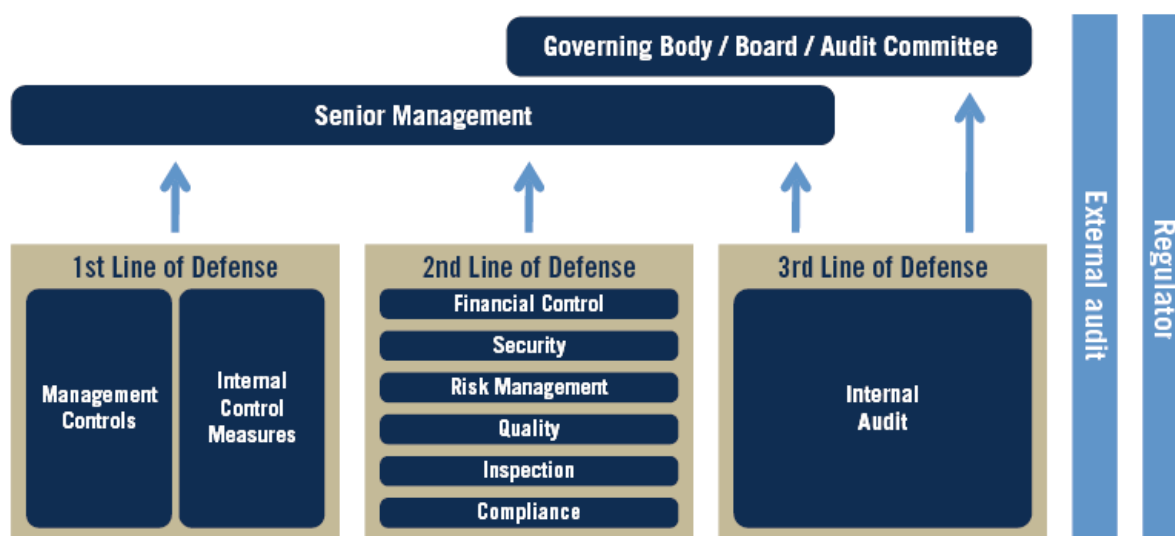 Governing Body / Board / Audit Committee
Senior Management
1st Line of Defense
Management
Controls
Internal
Control
Measures
2nd Line of Defense
Financial Control
Security
Risk Management
Quality
Inspection
Compliance
3rd Line of Defense
Internal
Audit
External audit
Regulator